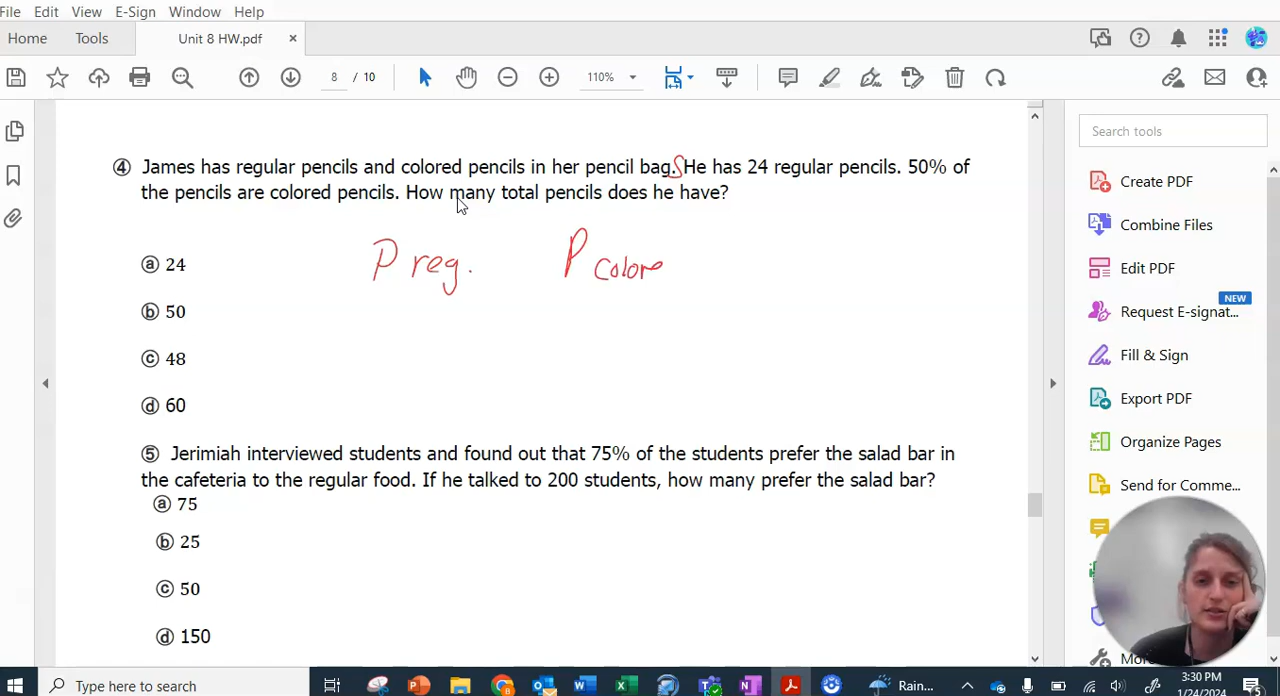 File Edit View E-Sign Window Help
Home Tools Unit 8 HW.pdf ×
8 / 10 110%
④ James has regular pencils and colored pencils in her pencil bag. He has 24 regular pencils. 50% of
the pencils are colored pencils. How many total pencils does he have?
P reg. P colore
ⓐ 24
ⓑ 50
ⓒ 48
ⓓ 60
⑤ Jerimiah interviewed students and found out that 75% of the students prefer the salad bar in
the cafeteria to the regular food. If he talked to 200 students, how many prefer the salad bar?
ⓐ 75
ⓑ 25
ⓒ 50
ⓓ 150
Search tools
Create PDF
Combine Files
Edit PDF
NEW
Request E-signat...
Fill & Sign
Export PDF
Organize Pages
Send for Comme...
Type here to search
Rain...
3:30 PM
1/24/2024